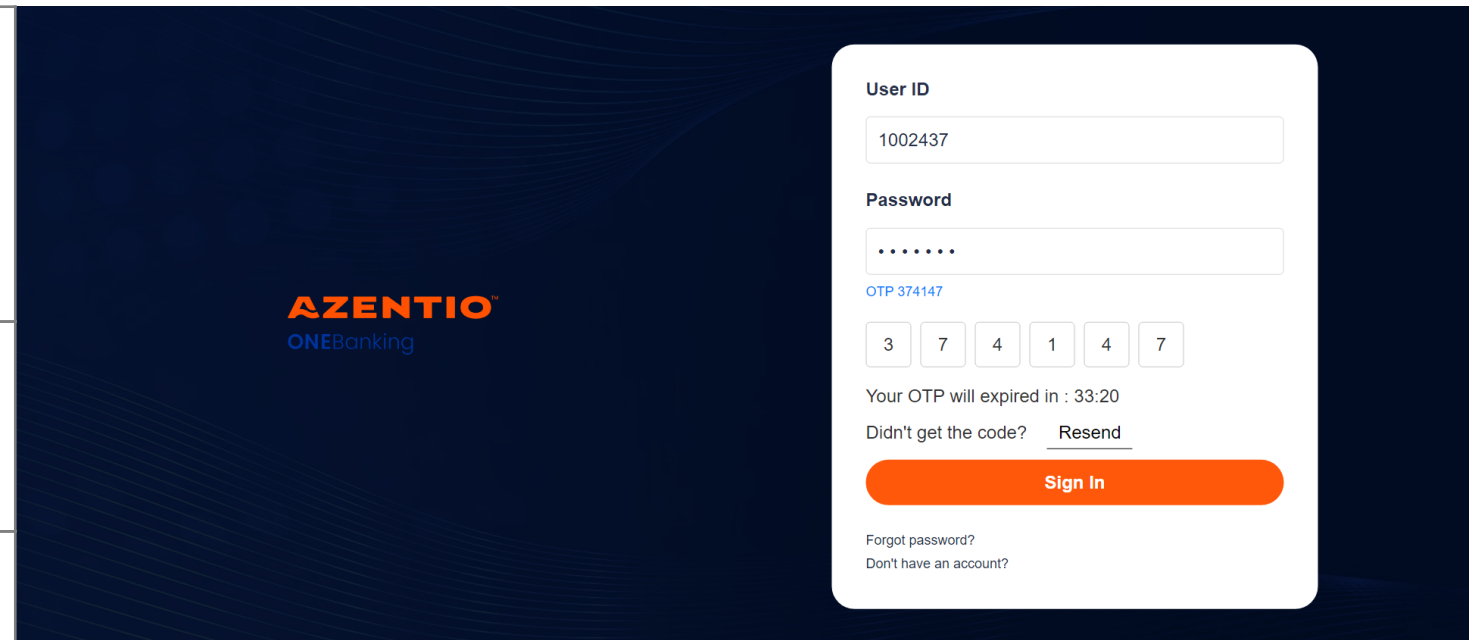 AZENTIO™
ONEBanking
User ID
1002437
Password
OTP 374147
3 7 4 1 4 7
Your OTP will expired in : 33:20
Didn't get the code? Resend
Sign In
Forgot password?
Don't have an account?